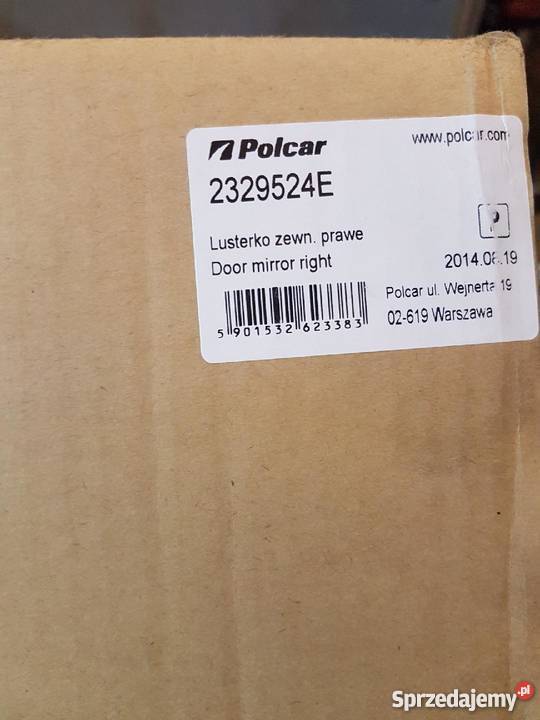 Polcar
www.polcar.com
2329524E
Lusterko zewn. prawe
P
Door mirror right
2014.08.19
5 901532 623383
Polcar ul. Wejnerta 19
02-619 Warszawa
Sprzedajemy.pl